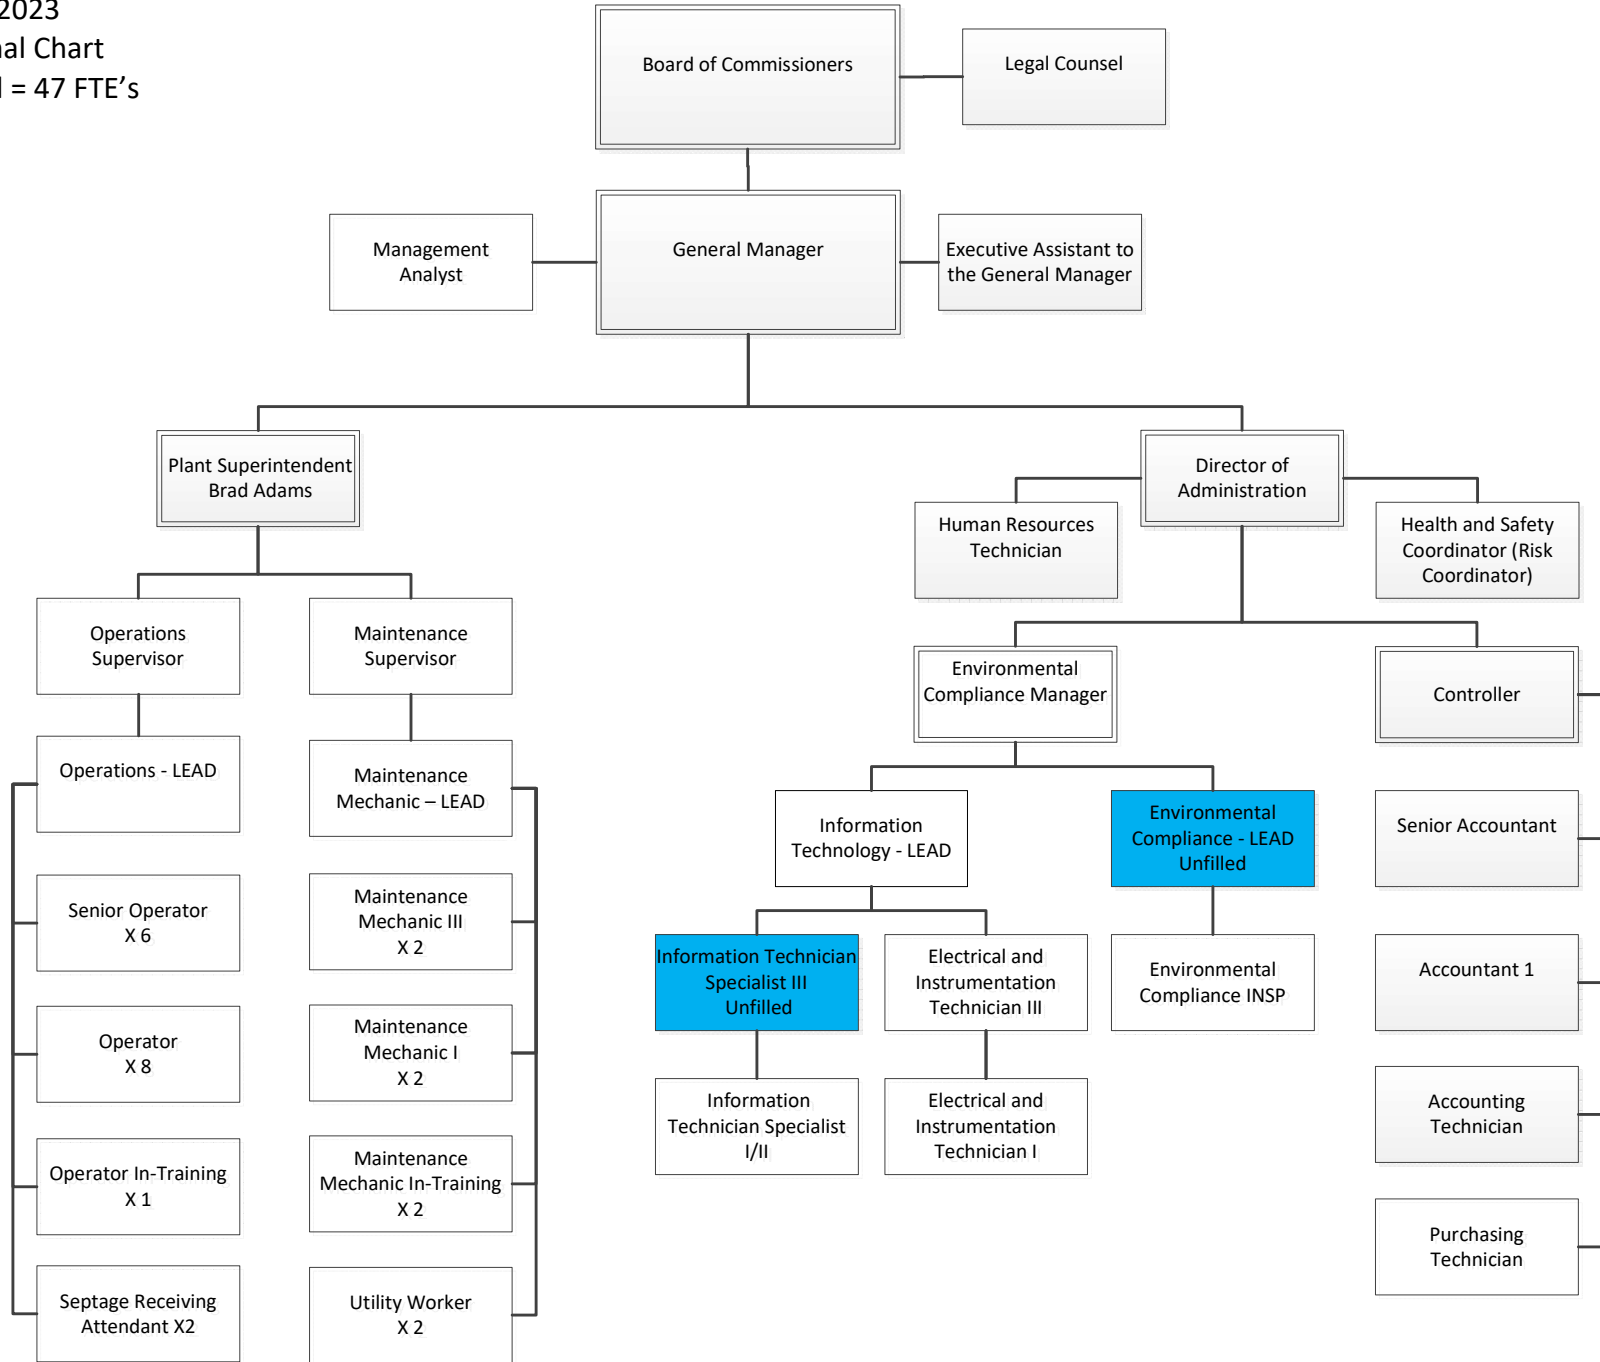 2023
nal Chart
= 47 FTE's
Board of Commissioners
Legal Counsel
Management
Analyst
General Manager
Executive Assistant to
the General Manager
Plant Superintendent
Brad Adams
Director of
Administration
Human Resources
Technician
Health and Safety
Coordinator (Risk
Coordinator)
Operations
Supervisor
Maintenance
Supervisor
Environmental
Compliance Manager
Controller
Operations - LEAD
Maintenance
Mechanic – LEAD
Information
Technology - LEAD
Environmental
Compliance - LEAD
Unfilled
Senior Accountant
Senior Operator
X 6
Maintenance
Mechanic III
X 2
Information Technician
Specialist III
Unfilled
Electrical and
Instrumentation
Technician III
Environmental
Compliance INSP
Accountant 1
Operator
X 8
Maintenance
Mechanic I
X 2
Information
Technician Specialist
I/II
Electrical and
Instrumentation
Technician I
Accounting
Technician
Operator In-Training
X 1
Maintenance
Mechanic In-Training
X 2
Purchasing
Technician
Septage Receiving
Attendant X2
Utility Worker
X 2